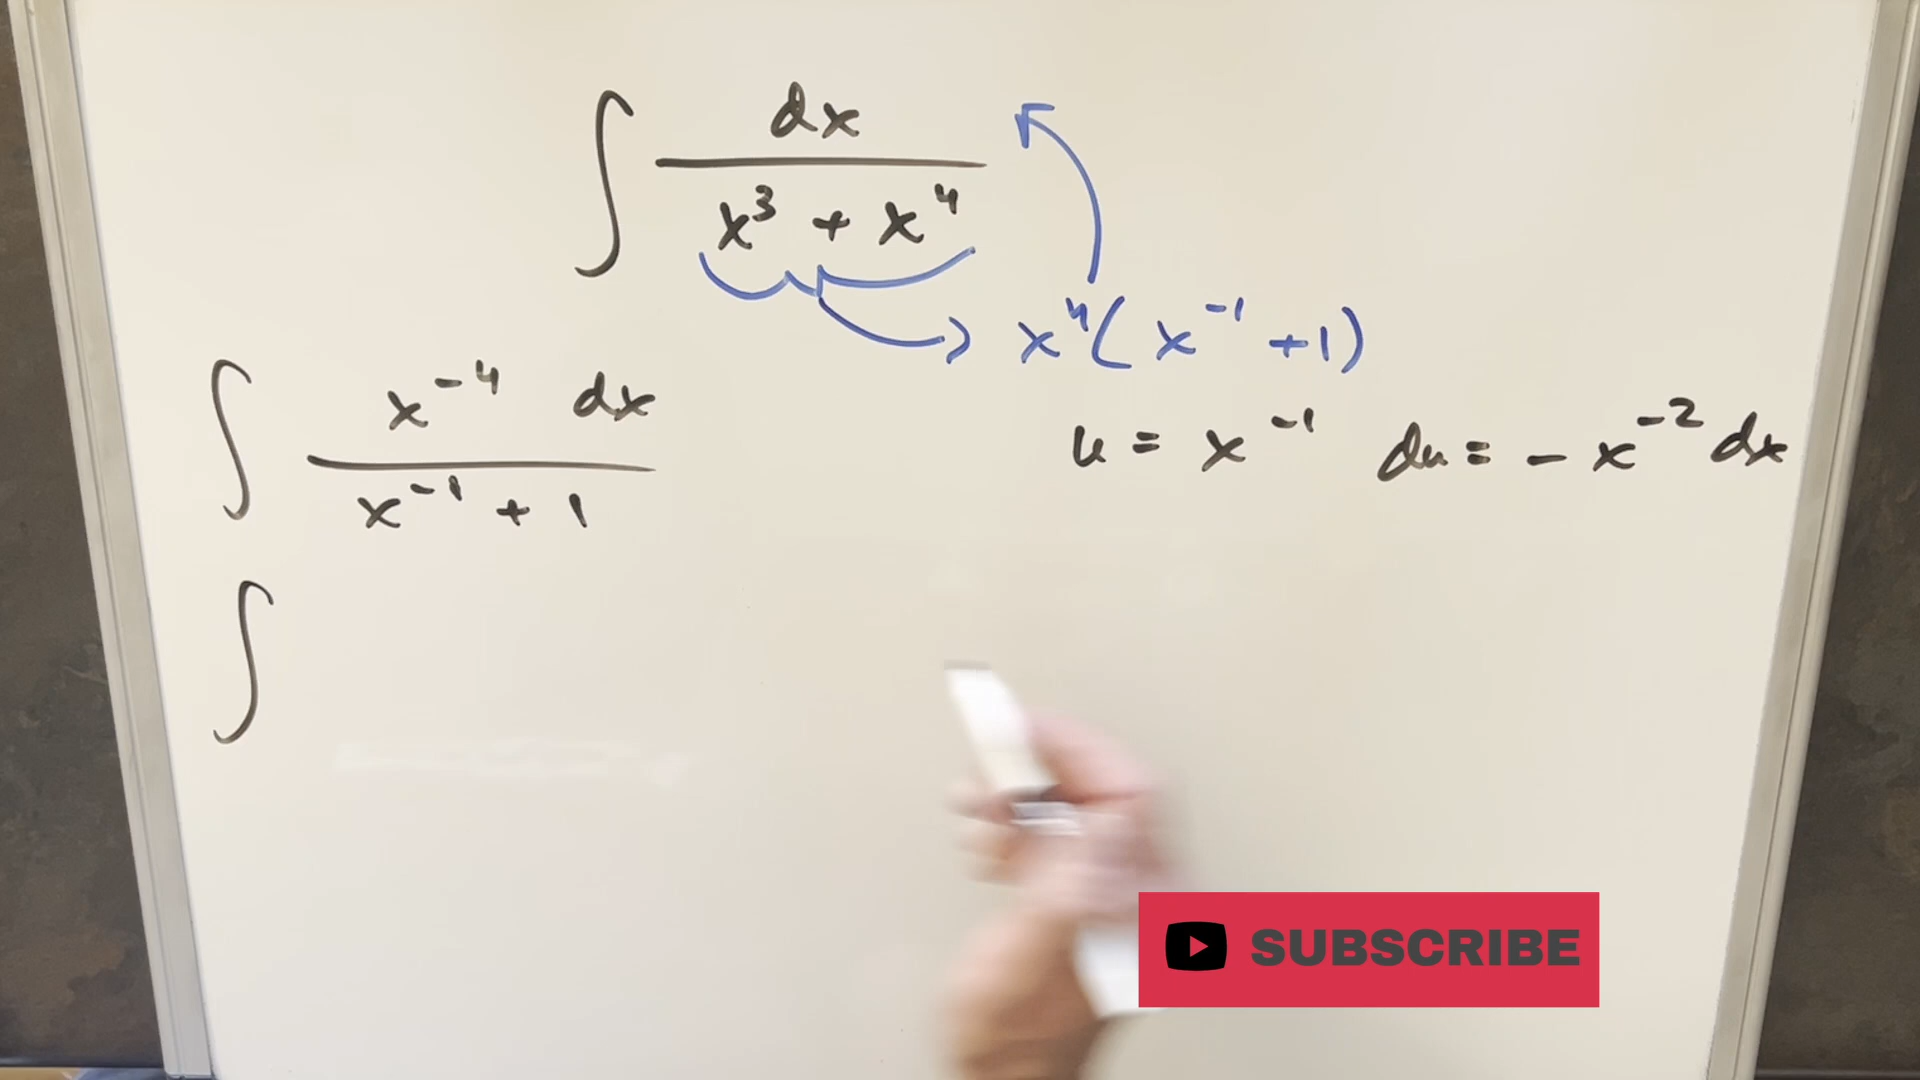 ∫ dx / (x³ + x⁴)
x⁴(x⁻¹ + 1)
∫ x⁻⁴ dx / (x⁻¹ + 1)
u = x⁻¹ du = -x⁻² dx
∫
SUBSCRIBE